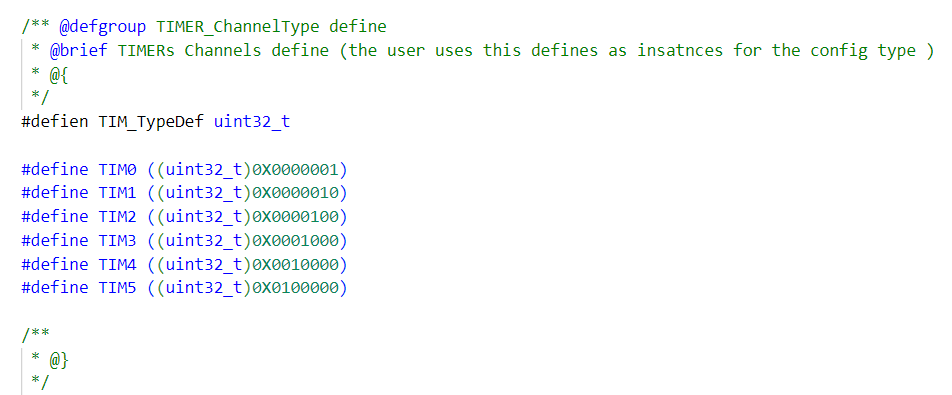 /** @defgroup TIMER_ChannelType define
* @brief TIMERs Channels define (the user uses this defines as insatnces for the config type )
* @{
*/
#defien TIM_TypeDef uint32_t
#define TIM0 ((uint32_t)0X0000001)
#define TIM1 ((uint32_t)0X0000010)
#define TIM2 ((uint32_t)0X0000100)
#define TIM3 ((uint32_t)0X0001000)
#define TIM4 ((uint32_t)0X0010000)
#define TIM5 ((uint32_t)0X0100000)
/**
* @}
*/